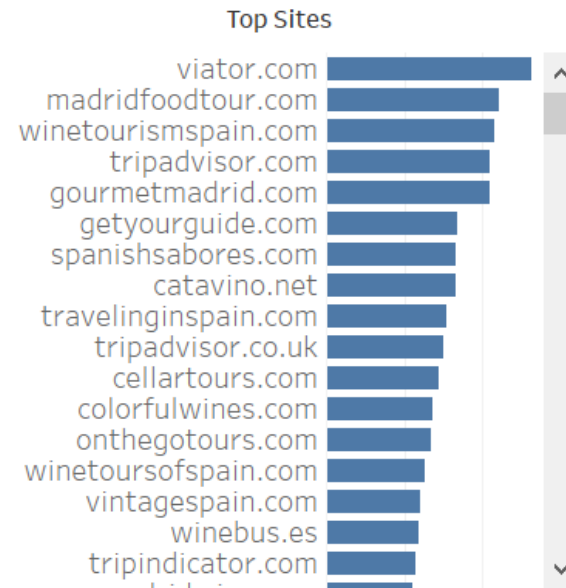 Top Sites
viator.com
madridfoodtour.com
winetourismspain.com
tripadvisor.com
gourmetmadrid.com
getyourguide.com
spanishsabores.com
catavino.net
travelinginspain.com
tripadvisor.co.uk
cellartours.com
colorfulwines.com
onthegotours.com
winetoursofspain.com
vintagespain.com
winebus.es
tripindicator.com